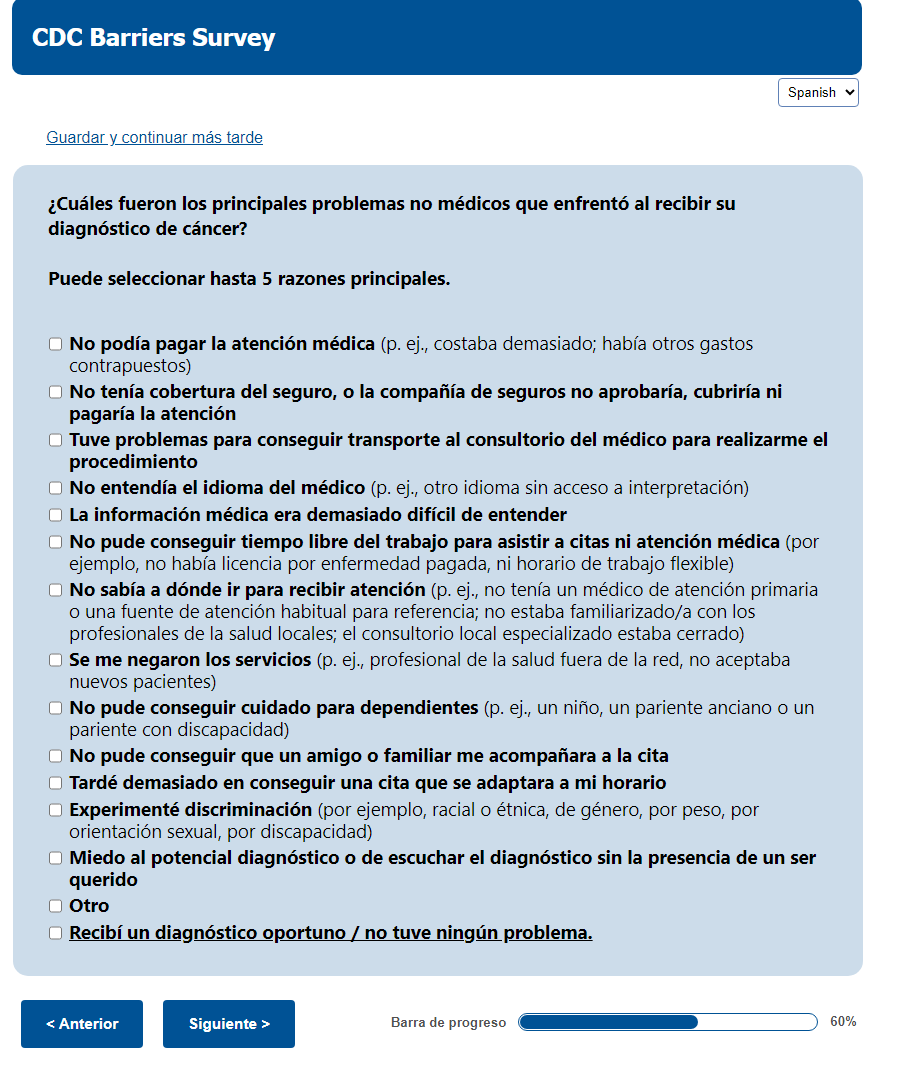 CDC Barriers Survey
Spanish
Guardar y continuar más tarde
¿Cuáles fueron los principales problemas no médicos que enfrentó al recibir su
diagnóstico de cáncer?
Puede seleccionar hasta 5 razones principales.
No podía pagar la atención médica (p. ej., costaba demasiado; había otros gastos
contrapuestos)
No tenía cobertura del seguro, o la compañía de seguros no aprobaría, cubriría ni
pagaría la atención
Tuve problemas para conseguir transporte al consultorio del médico para realizarme el
procedimiento
No entendía el idioma del médico (p. ej., otro idioma sin acceso a interpretación)
La información médica era demasiado difícil de entender
No pude conseguir tiempo libre del trabajo para asistir a citas ni atención médica (por
ejemplo, no había licencia por enfermedad pagada, ni horario de trabajo flexible)
No sabía a dónde ir para recibir atención (p. ej., no tenía un médico de atención primaria
o una fuente de atención habitual para referencia; no estaba familiarizado/a con los
profesionales de la salud locales; el consultorio local especializado estaba cerrado)
Se me negaron los servicios (p. ej., profesional de la salud fuera de la red, no aceptaba
nuevos pacientes)
No pude conseguir cuidado para dependientes (p. ej., un niño, un pariente anciano o un
pariente con discapacidad)
No pude conseguir que un amigo o familiar me acompañara a la cita
Tardé demasiado en conseguir una cita que se adaptara a mi horario
Experimenté discriminación (por ejemplo, racial o étnica, de género, por peso, por
orientación sexual, por discapacidad)
Miedo al potencial diagnóstico o de escuchar el diagnóstico sin la presencia de un ser
querido
Otro
Recibí un diagnóstico oportuno / no tuve ningún problema.
< Anterior
Siguiente >
Barra de progreso
60%